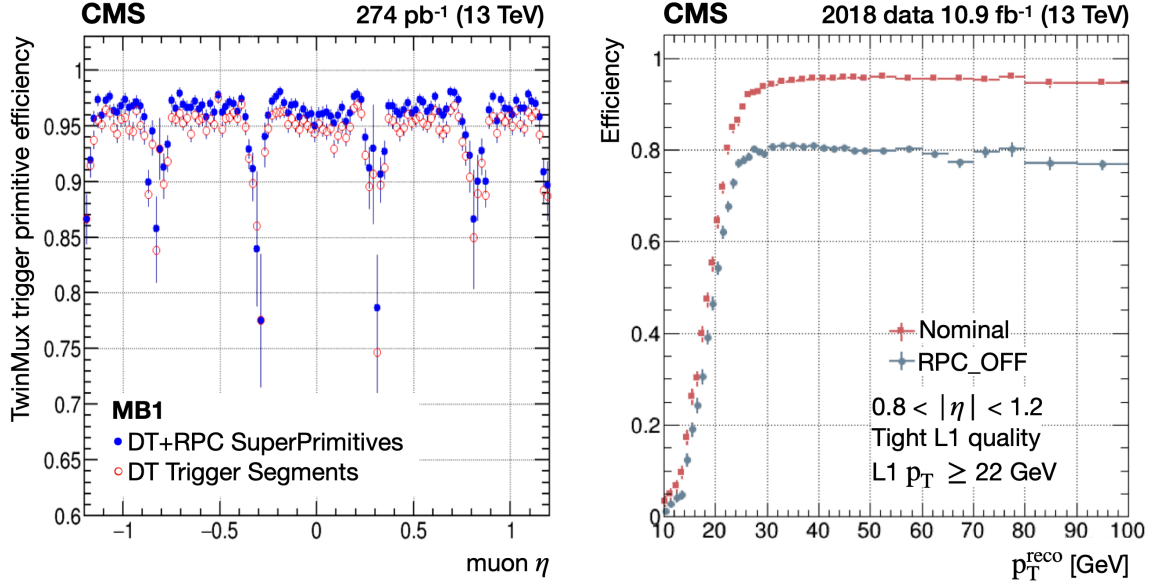 CMS 274 pb⁻¹ (13 TeV)
TwinMux trigger primitive efficiency
1
0.95
0.9
0.85
0.8
0.75
0.7
0.65
0.6
MB1
DT+RPC SuperPrimitives
DT Trigger Segments
−1 −0.5 0 0.5 1
muon η
CMS 2018 data 10.9 fb⁻¹ (13 TeV)
Efficiency
1
0.8
0.6
0.4
0.2
0
Nominal
RPC_OFF
0.8 < |η| < 1.2
Tight L1 quality
L1 p_T ≥ 22 GeV
10 20 30 40 50 60 70 80 90 100
p_T^reco [GeV]